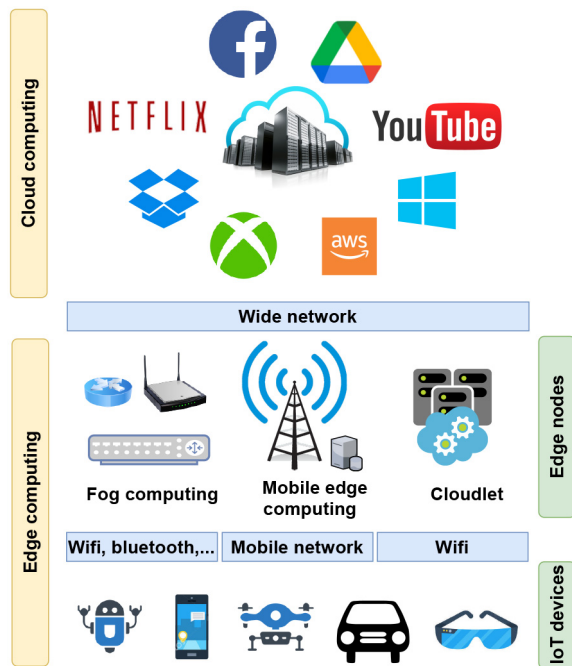 Cloud computing
NETFLIX
YouTube
aws
Wide network
Edge computing
Edge nodes
Fog computing
Mobile edge
computing
Cloudlet
Wifi, bluetooth,...
Mobile network
Wifi
IoT devices